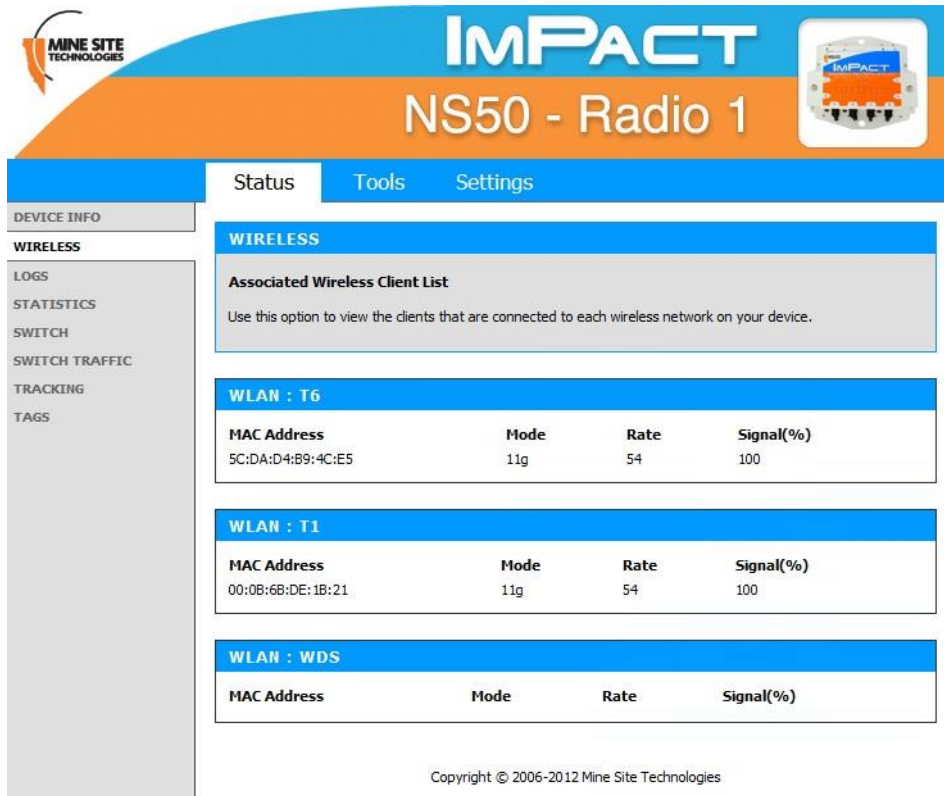 MINE SITE
TECHNOLOGIES
IMPACT
NS50 - Radio 1
IMPACT
Status Tools Settings
DEVICE INFO
WIRELESS
LOGS
STATISTICS
SWITCH
SWITCH TRAFFIC
TRACKING
TAGS
WIRELESS
Associated Wireless Client List
Use this option to view the clients that are connected to each wireless network on your device.
WLAN : T6
MAC Address Mode Rate Signal(%)
5C:DA:D4:B9:4C:E5 11g 54 100
WLAN : T1
MAC Address Mode Rate Signal(%)
00:0B:6B:DE:1B:21 11g 54 100
WLAN : WDS
MAC Address Mode Rate Signal(%)
Copyright © 2006-2012 Mine Site Technologies